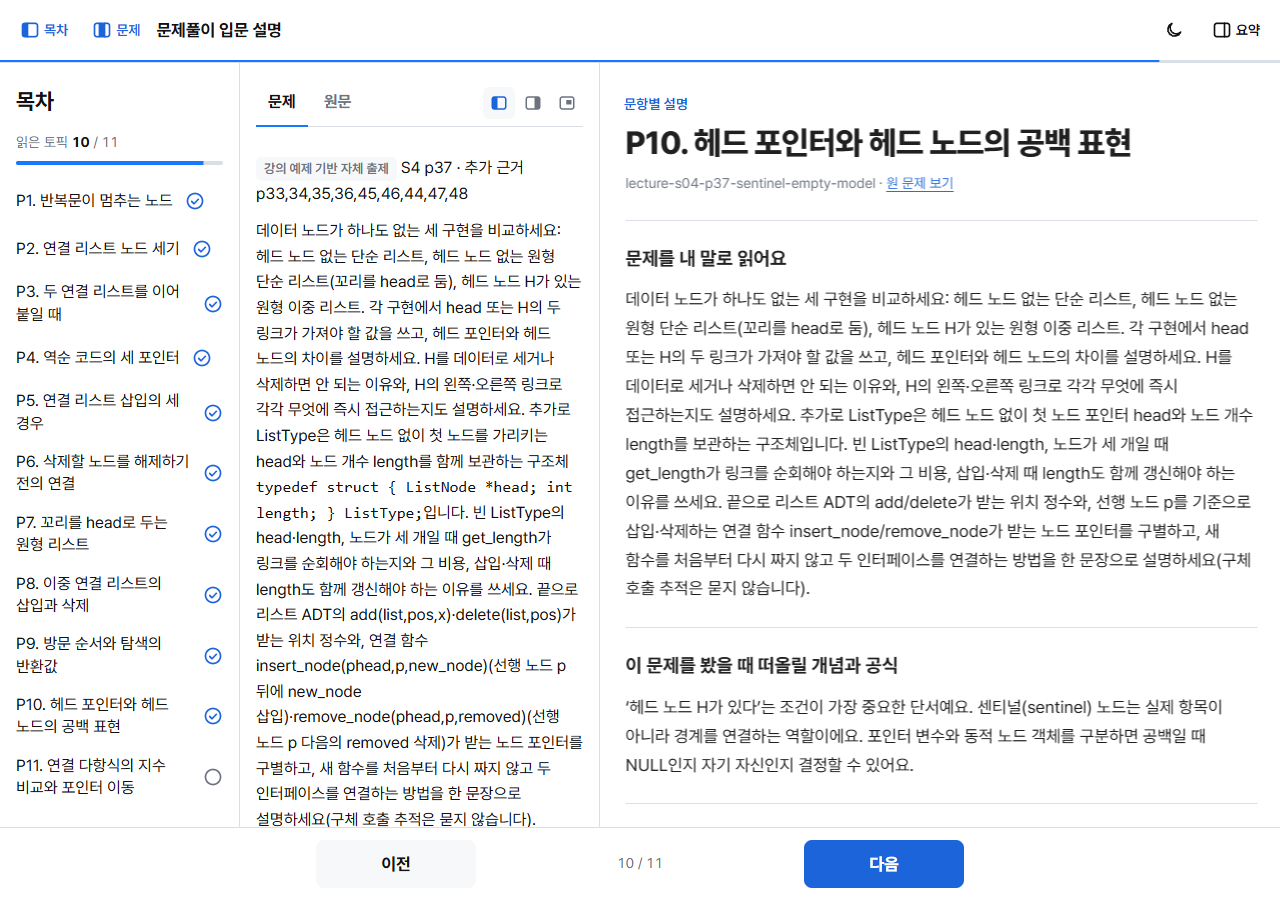 목차
문제
문제풀이 입문 설명
요약
목차
읽은 토픽 10 / 11
P1. 반복문이 멈추는 노드
P2. 연결 리스트 노드 세기
P3. 두 연결 리스트를 이어
붙일 때
P4. 역순 코드의 세 포인터
P5. 연결 리스트 삽입의 세
경우
P6. 삭제할 노드를 해제하기
전의 연결
P7. 꼬리를 head로 두는
원형 리스트
P8. 이중 연결 리스트의
삽입과 삭제
P9. 방문 순서와 탐색의
반환값
P10. 헤드 포인터와 헤드
노드의 공백 표현
P11. 연결 다항식의 지수
비교와 포인터 이동
문제
원문
강의 예제 기반 자체 출제 S4 p37 · 추가 근거
p33,34,35,36,45,46,44,47,48
데이터 노드가 하나도 없는 세 구현을 비교하세요:
헤드 노드 없는 단순 리스트, 헤드 노드 없는 원형
단순 리스트(꼬리를 head로 둠), 헤드 노드 H가 있는
원형 이중 리스트. 각 구현에서 head 또는 H의 두
링크가 가져야 할 값을 쓰고, 헤드 포인터와 헤드
노드의 차이를 설명하세요. H를 데이터로 세거나
삭제하면 안 되는 이유와, H의 왼쪽·오른쪽 링크로
각각 무엇에 즉시 접근하는지도 설명하세요. 추가로
ListType은 헤드 노드 없이 첫 노드를 가리키는
head와 노드 개수 length를 함께 보관하는 구조체
typedef struct { ListNode *head; int
length; } ListType;입니다. 빈 ListType의
head·length, 노드가 세 개일 때 get_length가
링크를 순회해야 하는지와 그 비용, 삽입·삭제 때
length도 함께 갱신해야 하는 이유를 쓰세요. 끝으로
리스트 ADT의 add(list,pos,x)·delete(list,pos)가
받는 위치 정수와, 연결 함수
insert_node(phead,p,new_node)(선행 노드 p
뒤에 new_node
삽입)·remove_node(phead,p,removed)(선행
노드 p 다음의 removed 삭제)가 받는 노드 포인터를
구별하고, 새 함수를 처음부터 다시 짜지 않고 두
인터페이스를 연결하는 방법을 한 문장으로
설명하세요(구체 호출 추적은 묻지 않습니다).
문항별 설명
P10. 헤드 포인터와 헤드 노드의 공백 표현
lecture-s04-p37-sentinel-empty-model · 원 문제 보기
문제를 내 말로 읽어요
데이터 노드가 하나도 없는 세 구현을 비교하세요: 헤드 노드 없는 단순 리스트, 헤드 노드 없는
원형 단순 리스트(꼬리를 head로 둠), 헤드 노드 H가 있는 원형 이중 리스트. 각 구현에서 head
또는 H의 두 링크가 가져야 할 값을 쓰고, 헤드 포인터와 헤드 노드의 차이를 설명하세요. H를
데이터로 세거나 삭제하면 안 되는 이유와, H의 왼쪽·오른쪽 링크로 각각 무엇에 즉시
접근하는지도 설명하세요. 추가로 ListType은 헤드 노드 없이 첫 노드 포인터 head와 노드 개수
length를 보관하는 구조체입니다. 빈 ListType의 head·length, 노드가 세 개일 때
get_length가 링크를 순회해야 하는지와 그 비용, 삽입·삭제 때 length도 함께 갱신해야 하는
이유를 쓰세요. 끝으로 리스트 ADT의 add/delete가 받는 위치 정수와, 선행 노드 p를 기준으로
삽입·삭제하는 연결 함수 insert_node/remove_node가 받는 노드 포인터를 구별하고, 새
함수를 처음부터 다시 짜지 않고 두 인터페이스를 연결하는 방법을 한 문장으로 설명하세요(구체
호출 추적은 묻지 않습니다).
이 문제를 봤을 때 떠올릴 개념과 공식
‘헤드 노드 H가 있다’는 조건이 가장 중요한 단서예요. 센티널(sentinel) 노드는 실제 항목이
아니라 경계를 연결하는 역할이에요. 포인터 변수와 동적 노드 객체를 구분하면 공백일 때
NULL인지 자기 자신인지 결정할 수 있어요.
이전
10 / 11
다음